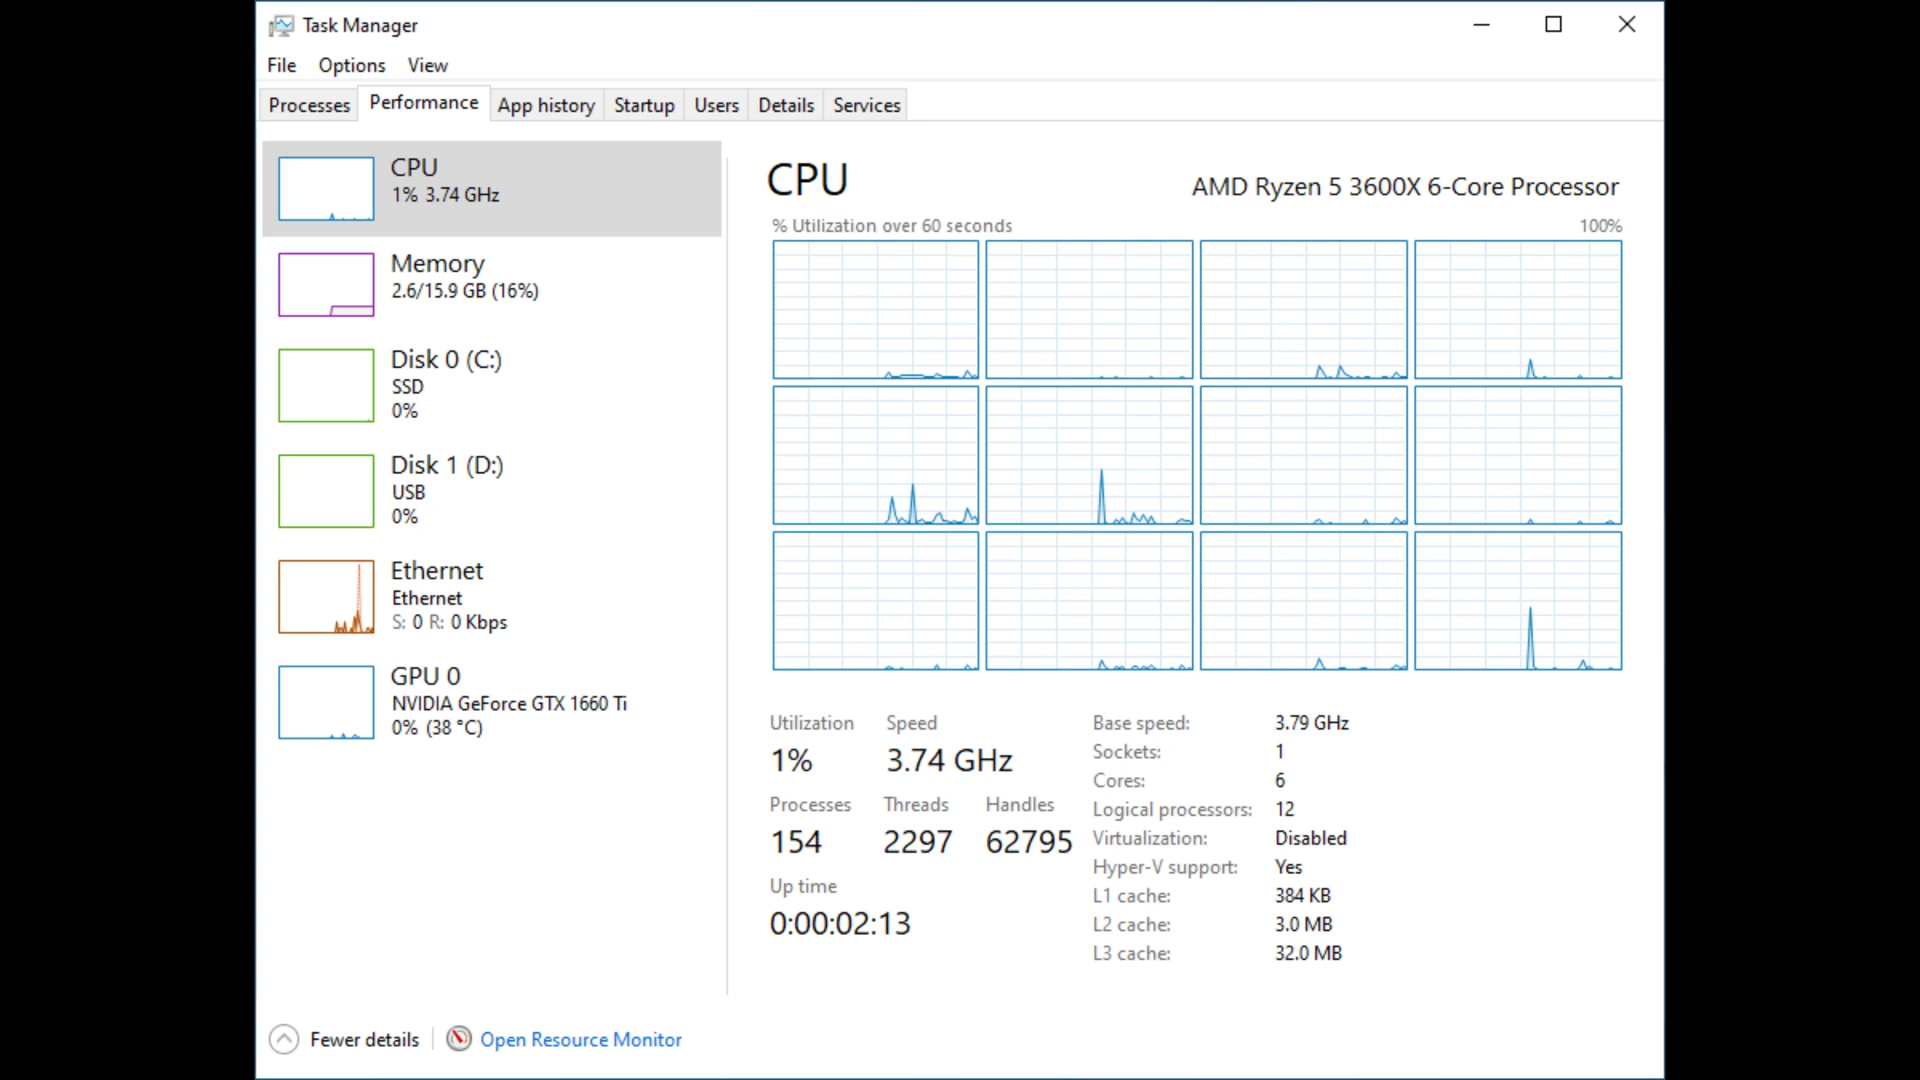 Task Manager
File Options View
Processes Performance App history Startup Users Details Services
CPU
1% 3.74 GHz
Memory
2.6/15.9 GB (16%)
Disk 0 (C:)
SSD
0%
Disk 1 (D:)
USB
0%
Ethernet
Ethernet
S: 0 R: 0 Kbps
GPU 0
NVIDIA GeForce GTX 1660 Ti
0% (38 °C)
CPU AMD Ryzen 5 3600X 6-Core Processor
% Utilization over 60 seconds 100%
Utilization Speed
1% 3.74 GHz
Processes Threads Handles
154 2297 62795
Up time
0:00:02:13
Base speed: 3.79 GHz
Sockets: 1
Cores: 6
Logical processors: 12
Virtualization: Disabled
Hyper-V support: Yes
L1 cache: 384 KB
L2 cache: 3.0 MB
L3 cache: 32.0 MB
Fewer details Open Resource Monitor